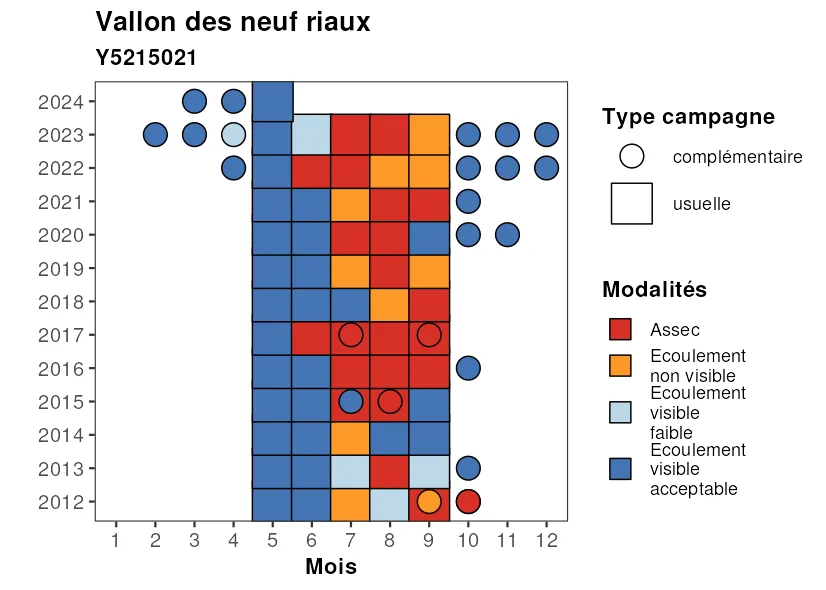 Vallon des neuf riaux
Y5215021
2024
2023
2022
2021
2020
2019
2018
2017
2016
2015
2014
2013
2012
1 2 3 4 5 6 7 8 9 10 11 12
Mois
Type campagne
complémentaire
usuelle
Modalités
Assec
Ecoulement
non visible
Ecoulement
visible
faible
Ecoulement
visible
acceptable